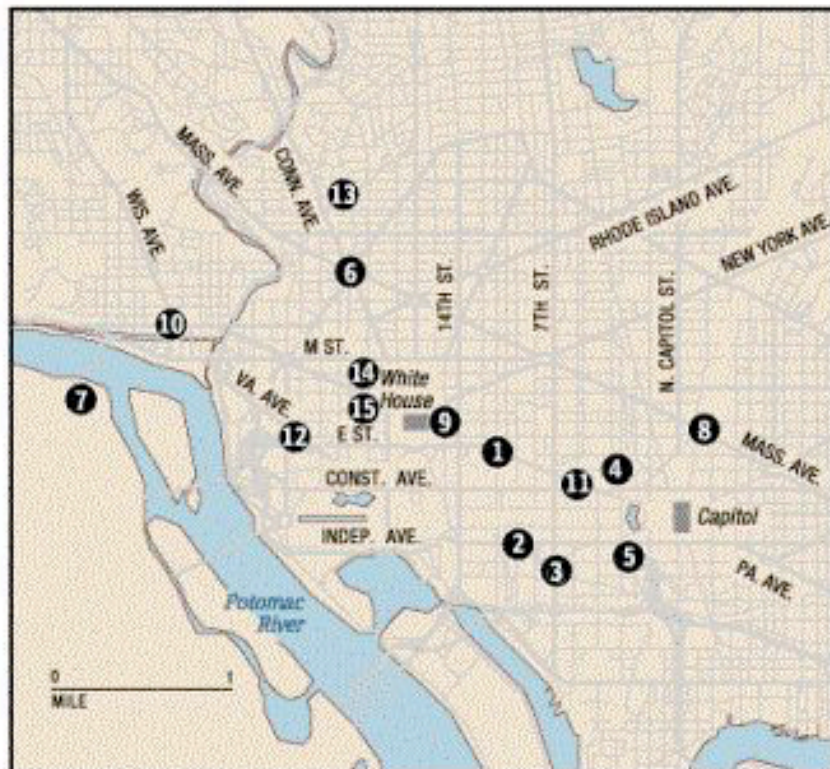 MASS. AVE.
CONN. AVE.
13
WIS. AVE.
RHODE ISLAND AVE.
NEW YORK AVE.
6
14TH ST.
7TH ST.
N. CAPITOL ST.
10
M ST.
14
White
House
7
VA. AVE.
15
9
12
E ST.
8
1
MASS. AVE.
4
11
CONST. AVE.
Capitol
INDEP. AVE.
2
3
5
PA. AVE.
Potomac
River
0 1
MILE